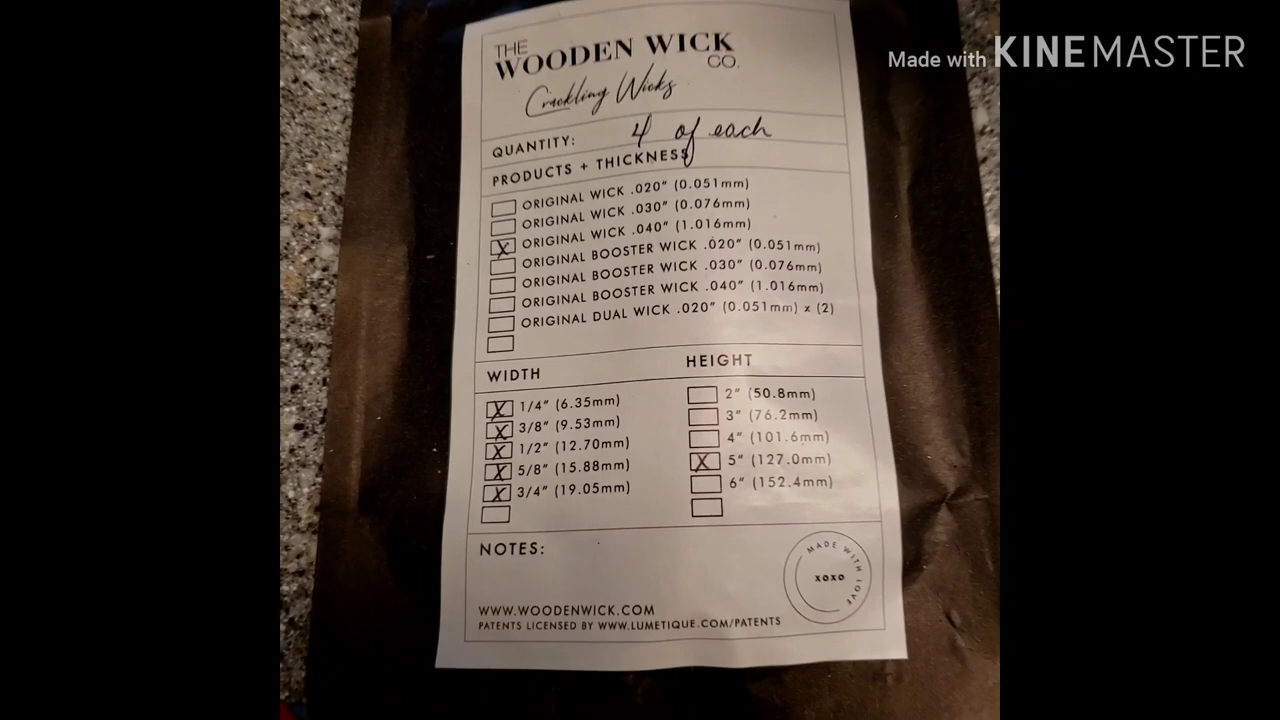 Made with KINEMASTER
THE
WOODEN WICK
CO.
Crackling Wicks
QUANTITY: 4 of each
PRODUCTS + THICKNESS
ORIGINAL WICK .020" (0.051mm)
ORIGINAL WICK .030" (0.076mm)
X ORIGINAL WICK .040" (1.016mm)
ORIGINAL BOOSTER WICK .020" (0.051mm)
ORIGINAL BOOSTER WICK .030" (0.076mm)
ORIGINAL BOOSTER WICK .040" (1.016mm)
ORIGINAL DUAL WICK .020" (0.051mm) x (2)
WIDTH
X 1/4" (6.35mm)
X 3/8" (9.53mm)
X 1/2" (12.70mm)
X 5/8" (15.88mm)
X 3/4" (19.05mm)
HEIGHT
2" (50.8mm)
3" (76.2mm)
4" (101.6mm)
X 5" (127.0mm)
6" (152.4mm)
NOTES:
MADE WITH LOVE
xoxo
WWW.WOODENWICK.COM
PATENTS LICENSED BY WWW.LUMETIQUE.COM/PATENTS